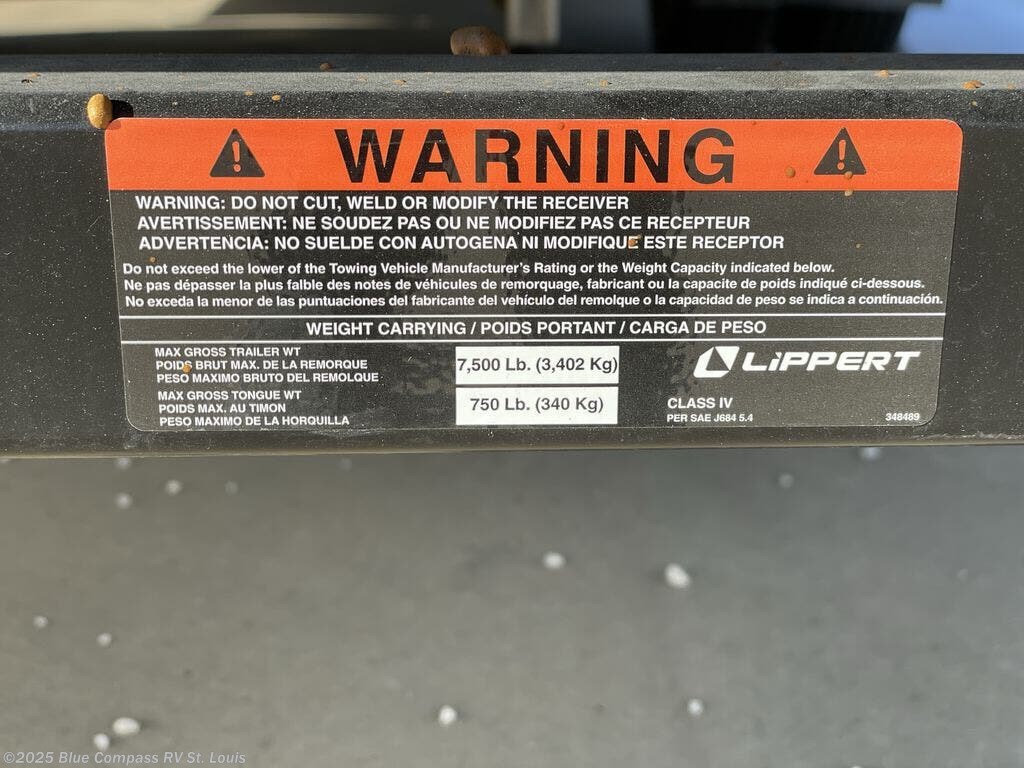 WARNING
WARNING: DO NOT CUT, WELD OR MODIFY THE RECEIVER
AVERTISSEMENT: NE SOUDEZ PAS OU NE MODIFIEZ PAS CE RECEPTEUR
ADVERTENCIA: NO SUELDE CON AUTOGENA NI MODIFIQUE ESTE RECEPTOR
Do not exceed the lower of the Towing Vehicle Manufacturer's Rating or the Weight Capacity indicated below.
Ne pas dépasser la plus falble des notes de véhicules de remorquage, fabricant ou la capacite de poids indiqué ci-dessous.
No exceda la menor de las puntuaciones del fabricante del vehículo del remolque o la capacidad de peso se indica a continuación.
WEIGHT CARRYING / POIDS PORTANT / CARGA DE PESO
MAX GROSS TRAILER WT
POIDS BRUT MAX. DE LA REMORQUE
PESO MAXIMO BRUTO DEL REMOLQUE
7,500 Lb. (3,402 Kg)
LIPPERT
MAX GROSS TONGUE WT
POIDS MAX. AU TIMON
PESO MAXIMO DE LA HORQUILLA
750 Lb. (340 Kg)
CLASS IV
PER SAE J684 5.4
348489
©2025 Blue Compass RV St. Louis